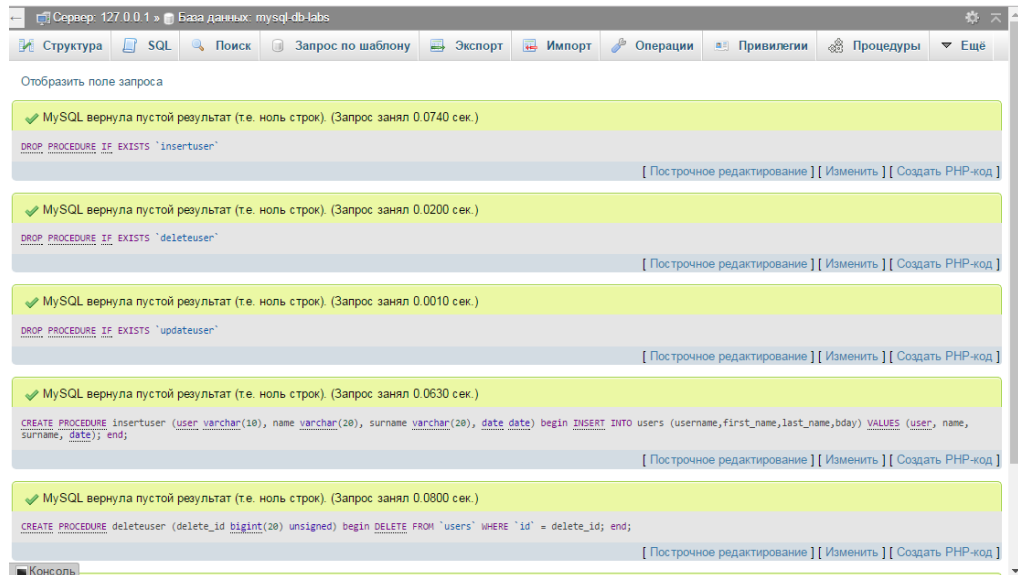 Сервер: 127.0.0.1 » База данных: mysql-db-labs
Структура SQL Поиск Запрос по шаблону Экспорт Импорт Операции Привилегии Процедуры Ещё
Отобразить поле запроса
MySQL вернула пустой результат (т.е. ноль строк). (Запрос занял 0.0740 сек.)
DROP PROCEDURE IF EXISTS `insertuser`
[ Построчное редактирование ] [ Изменить ] [ Создать PHP-код ]
MySQL вернула пустой результат (т.е. ноль строк). (Запрос занял 0.0200 сек.)
DROP PROCEDURE IF EXISTS `deleteuser`
[ Построчное редактирование ] [ Изменить ] [ Создать PHP-код ]
MySQL вернула пустой результат (т.е. ноль строк). (Запрос занял 0.0010 сек.)
DROP PROCEDURE IF EXISTS `updateuser`
[ Построчное редактирование ] [ Изменить ] [ Создать PHP-код ]
MySQL вернула пустой результат (т.е. ноль строк). (Запрос занял 0.0630 сек.)
CREATE PROCEDURE insertuser (user varchar(10), name varchar(20), surname varchar(20), date date) begin INSERT INTO users (username,first_name,last_name,bday) VALUES (user, name,
surname, date); end;
[ Построчное редактирование ] [ Изменить ] [ Создать PHP-код ]
MySQL вернула пустой результат (т.е. ноль строк). (Запрос занял 0.0800 сек.)
CREATE PROCEDURE deleteuser (delete_id bigint(20) unsigned) begin DELETE FROM `users` WHERE `id` = delete_id; end;
[ Построчное редактирование ] [ Изменить ] [ Создать PHP-код ]
Консоль